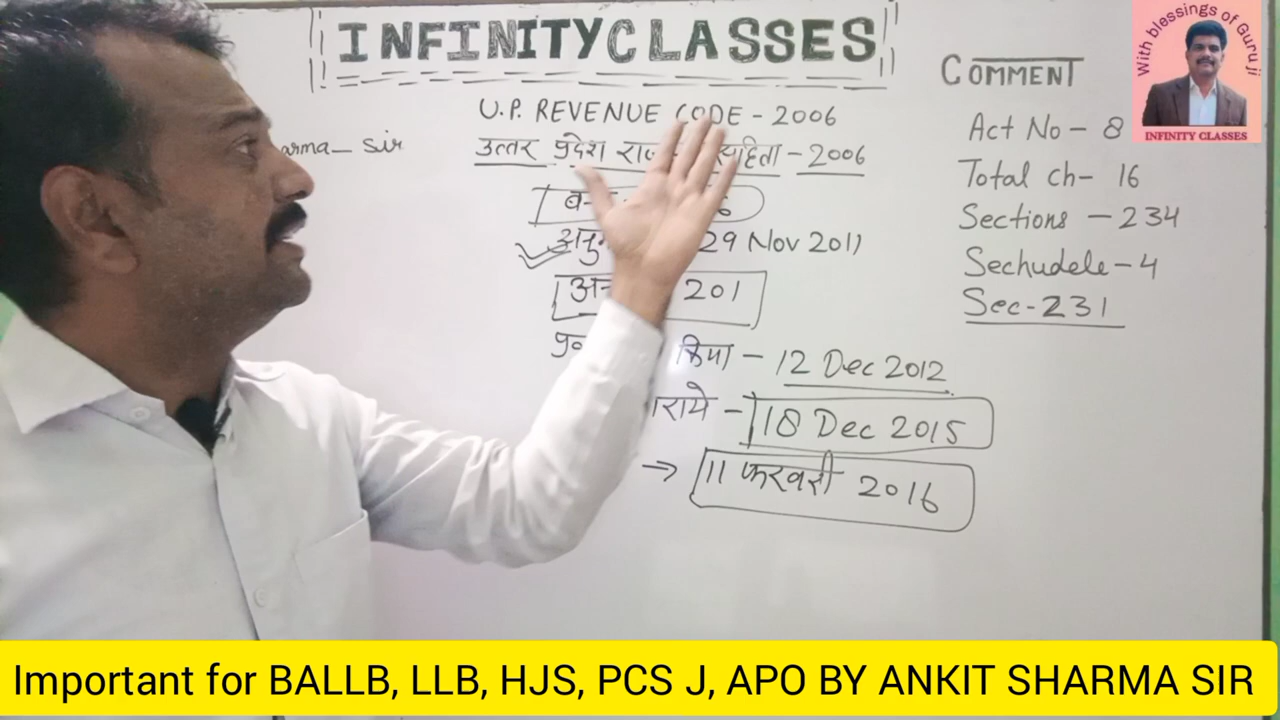 INFINITY CLASSES
With blessings of Guru ji
INFINITY CLASSES
COMMENT
U.P. REVENUE CODE - 2006
arma_ sir
उत्तर प्रदेश संहिता - 2006
29 Nov 2011
201
किया - 12 Dec 2012
18 Dec 2015
→ 11 फरवरी 2016
Act No - 8
Total ch - 16
Sections - 234
Sechudele - 4
Sec - 231
Important for BALLB, LLB, HJS, PCS J, APO BY ANKIT SHARMA SIR